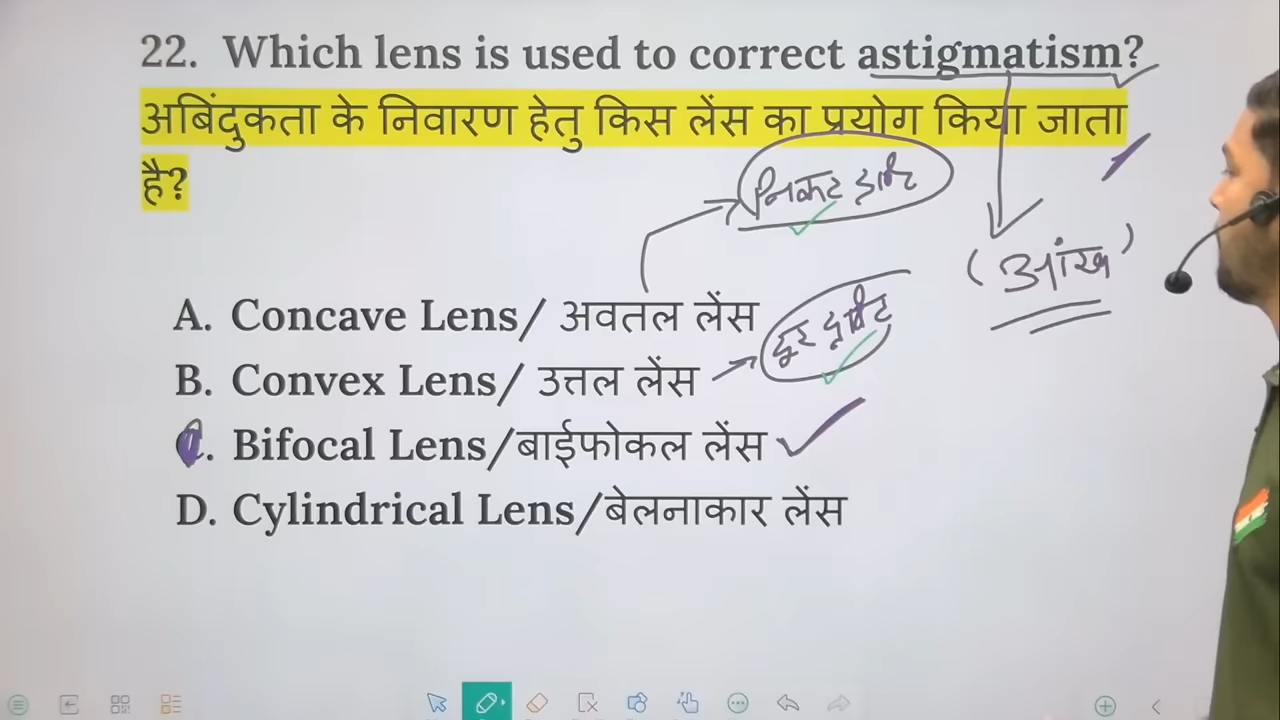 22. Which lens is used to correct astigmatism?
अबिंदुकता के निवारण हेतु किस लेंस का प्रयोग किया जाता
है?
निकट
(आंख)
A. Concave Lens/ अवतल लेंस
दूर
B. Convex Lens/ उत्तल लेंस
C. Bifocal Lens/बाईफोकल लेंस
D. Cylindrical Lens/बेलनाकार लेंस